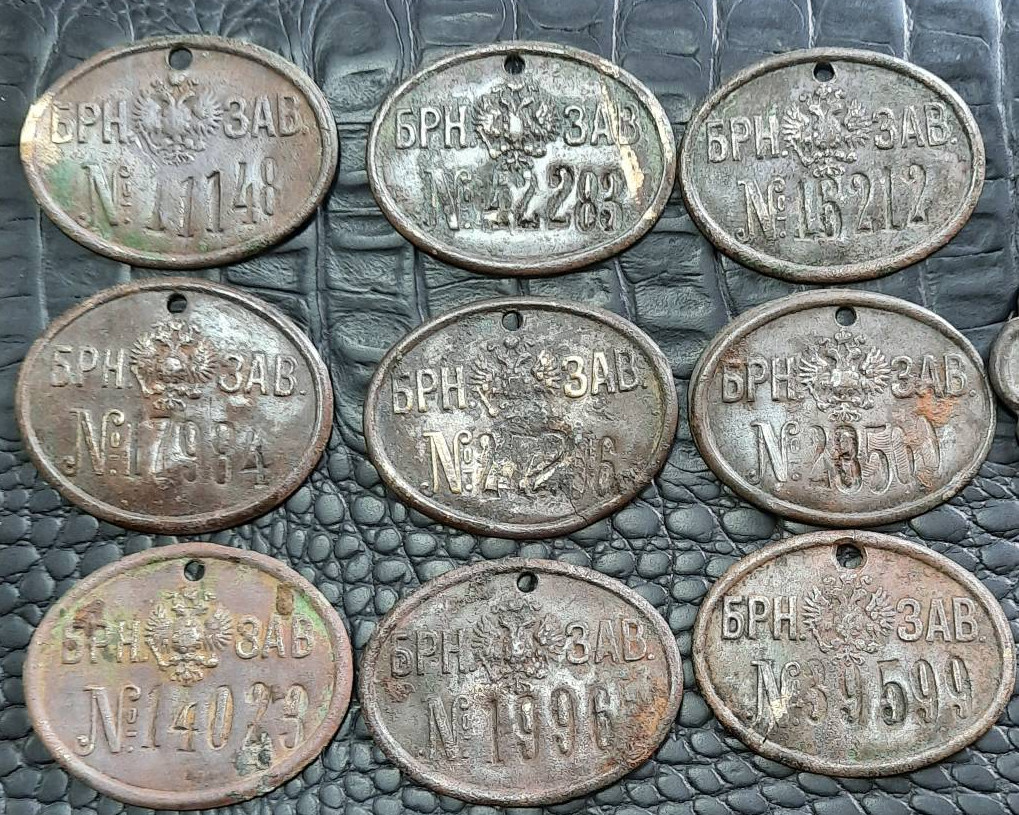 БРН. ЗАВ.
№ 11148
БРН. ЗАВ.
№ 42283
БРН. ЗАВ.
№ 16212
БРН. ЗАВ.
№ 17984
БРН. ЗАВ.
№
БРН. ЗАВ.
№
БРН. ЗАВ.
№ 14023
БРН. ЗАВ.
№ 1996
БРН. ЗАВ.
№ 39599